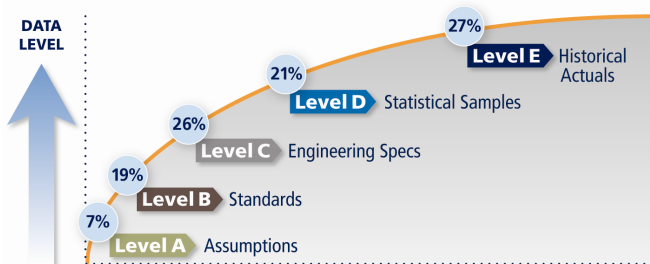 DATA
LEVEL
27%
Level E Historical
Actuals
21%
Level D Statistical Samples
26%
Level C Engineering Specs
19%
Level B Standards
7%
Level A Assumptions